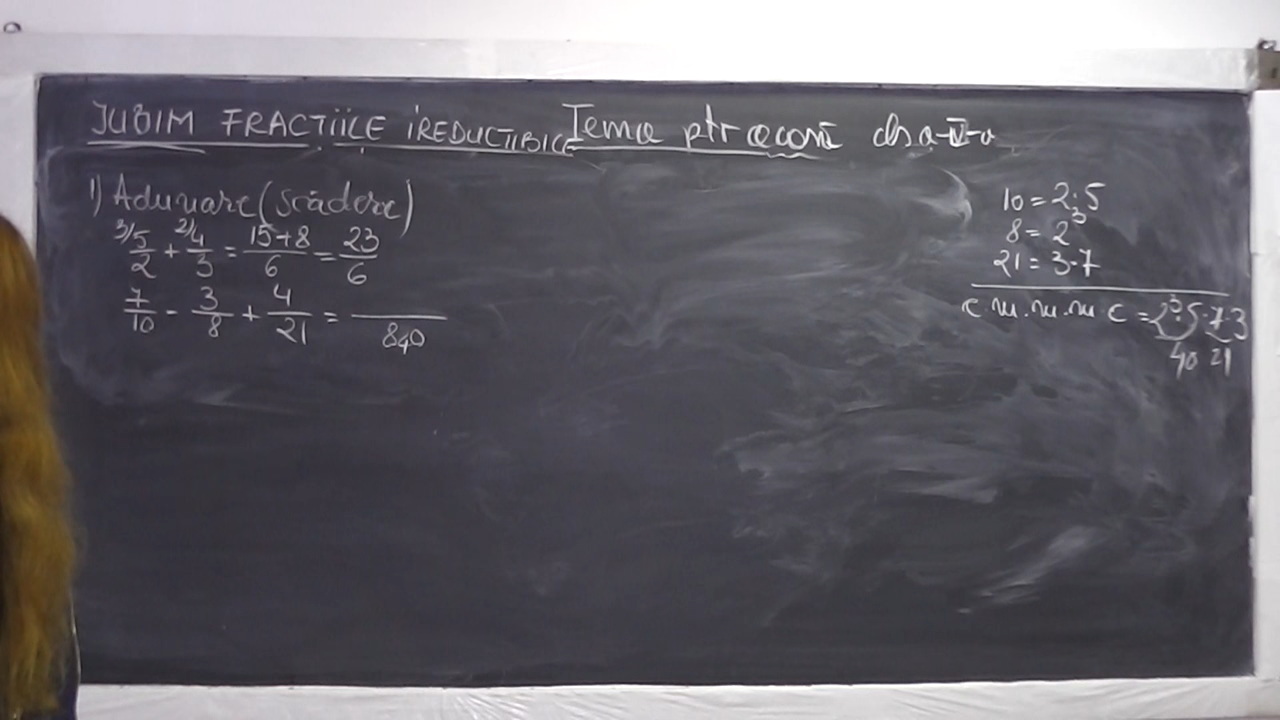 IUBIM FRACȚIILE IREDUCTIBILE Tema ptr acasă cls a-V-a
1) Adunare (scădere)
3/5/2 + 2/4/3 = 15+8/6 = 23/6
7/10 - 3/8 + 4/21 = /840
10 = 2·5
8 = 2³
21 = 3·7
c.m.m.m.c = 2³·5·7·3
40 21